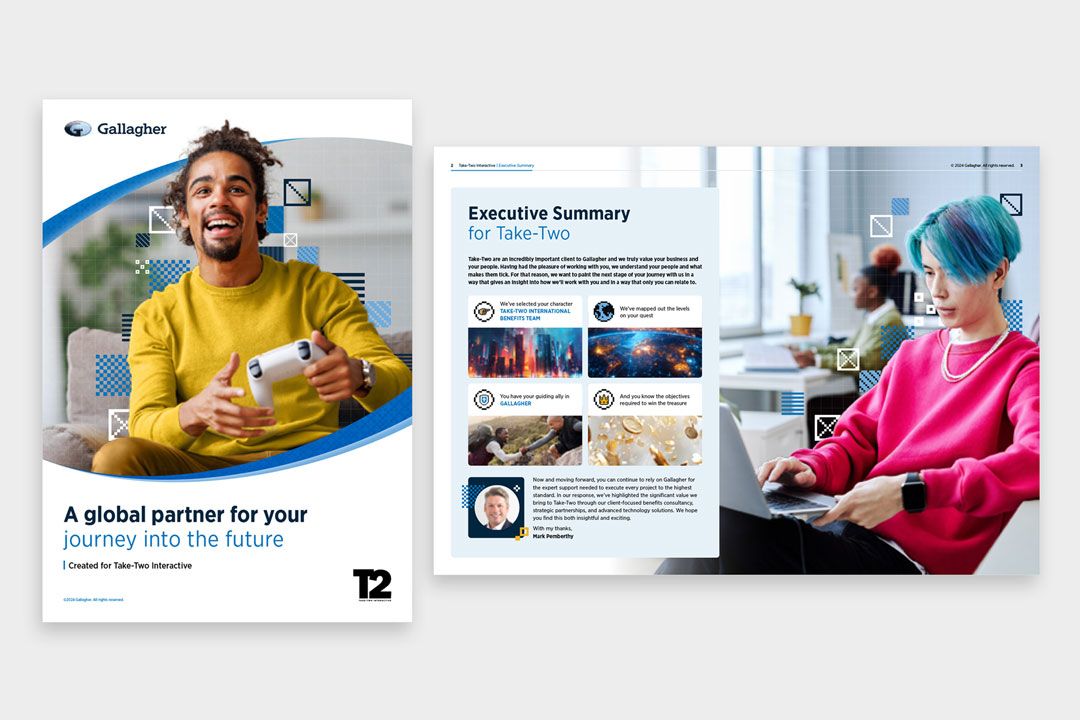 Gallagher
A global partner for your
journey into the future
Created for Take-Two Interactive
©2024 Gallagher. All rights reserved.
T2
TAKE-TWO INTERACTIVE
2 Take-Two Interactive | Executive Summary
© 2024 Gallagher. All rights reserved. 3
Executive Summary
for Take-Two
Take-Two are an incredibly important client to Gallagher and we truly value your business and
your people. Having had the pleasure of working with you, we understand your people and what
makes them tick. For that reason, we want to paint the next stage of your journey with us in a
way that gives an insight into how we'll work with you and in a way that only you can relate to.
We've selected your character
TAKE-TWO INTERNATIONAL
BENEFITS TEAM
We've mapped out the levels
on your quest
You have your guiding ally in
GALLAGHER
And you know the objectives
required to win the treasure
Now and moving forward, you can continue to rely on Gallagher for
the expert support needed to execute every project to the highest
standard. In our response, we've highlighted the significant value we
bring to Take-Two through our client-focused benefits consultancy,
strategic partnerships, and advanced technology solutions. We hope
you find this both insightful and exciting.
With my thanks,
Mark Pemberthy